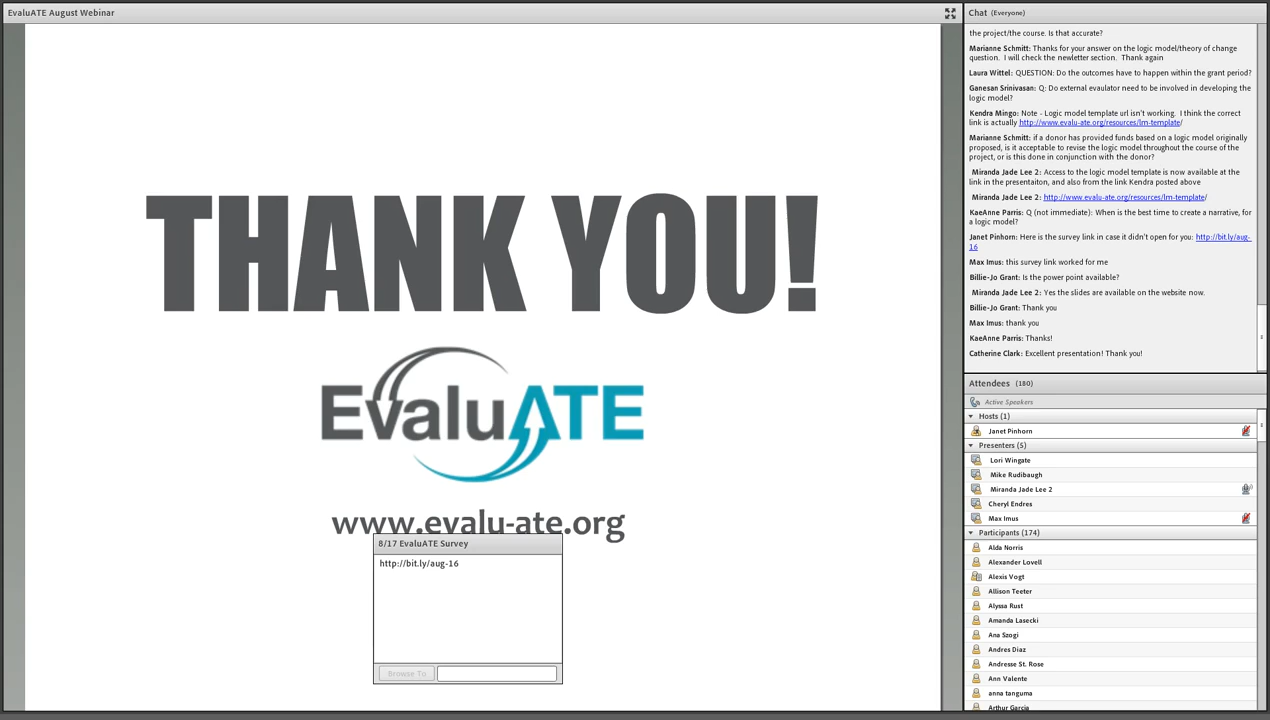 EvaluATE August Webinar
THANK YOU!
EvaluATE
www.evalu-ate.org
8/17 EvaluATE Survey
http://bit.ly/aug-16
Browse To
Chat (Everyone)
the project/the course. Is that accurate?
Marianne Schmitt: Thanks for your answer on the logic model/theory of change
question. I will check the newletter section. Thank again
Laura Wittel: QUESTION: Do the outcomes have to happen within the grant period?
Ganesan Srinivasan: Q: Do external evaulator need to be involved in developing the
logic model?
Kendra Mingo: Note - Logic model template url isn't working. I think the correct
link is actually http://www.evalu-ate.org/resources/lm-template/
Marianne Schmitt: if a donor has provided funds based on a logic model originally
proposed, is it acceptable to revise the logic model throughout the course of the
project, or is this done in conjunction with the donor?
Miranda Jade Lee 2: Access to the logic model template is now available at the
link in the presentaiton, and also from the link Kendra posted above
Miranda Jade Lee 2: http://www.evalu-ate.org/resources/lm-template/
KaeAnne Parris: Q (not immediate): When is the best time to create a narrative, for
a logic model?
Janet Pinhorn: Here is the survey link in case it didn't open for you: http://bit.ly/aug-
16
Max Imus: this survey link worked for me
Billie-Jo Grant: Is the power point available?
Miranda Jade Lee 2: Yes the slides are available on the website now.
Billie-Jo Grant: Thank you
Max Imus: thank you
KaeAnne Parris: Thanks!
Catherine Clark: Excellent presentation! Thank you!
Attendees (180)
Active Speakers
Hosts (1)
Janet Pinhorn
Presenters (5)
Lori Wingate
Mike Rudibaugh
Miranda Jade Lee 2
Cheryl Endres
Max Imus
Participants (174)
Alda Norris
Alexander Lovell
Alexis Vogt
Allison Teeter
Alyssa Rust
Amanda Lasecki
Ana Szogi
Andres Diaz
Andresse St. Rose
Ann Valente
anna tanguma
Arthur Garcia